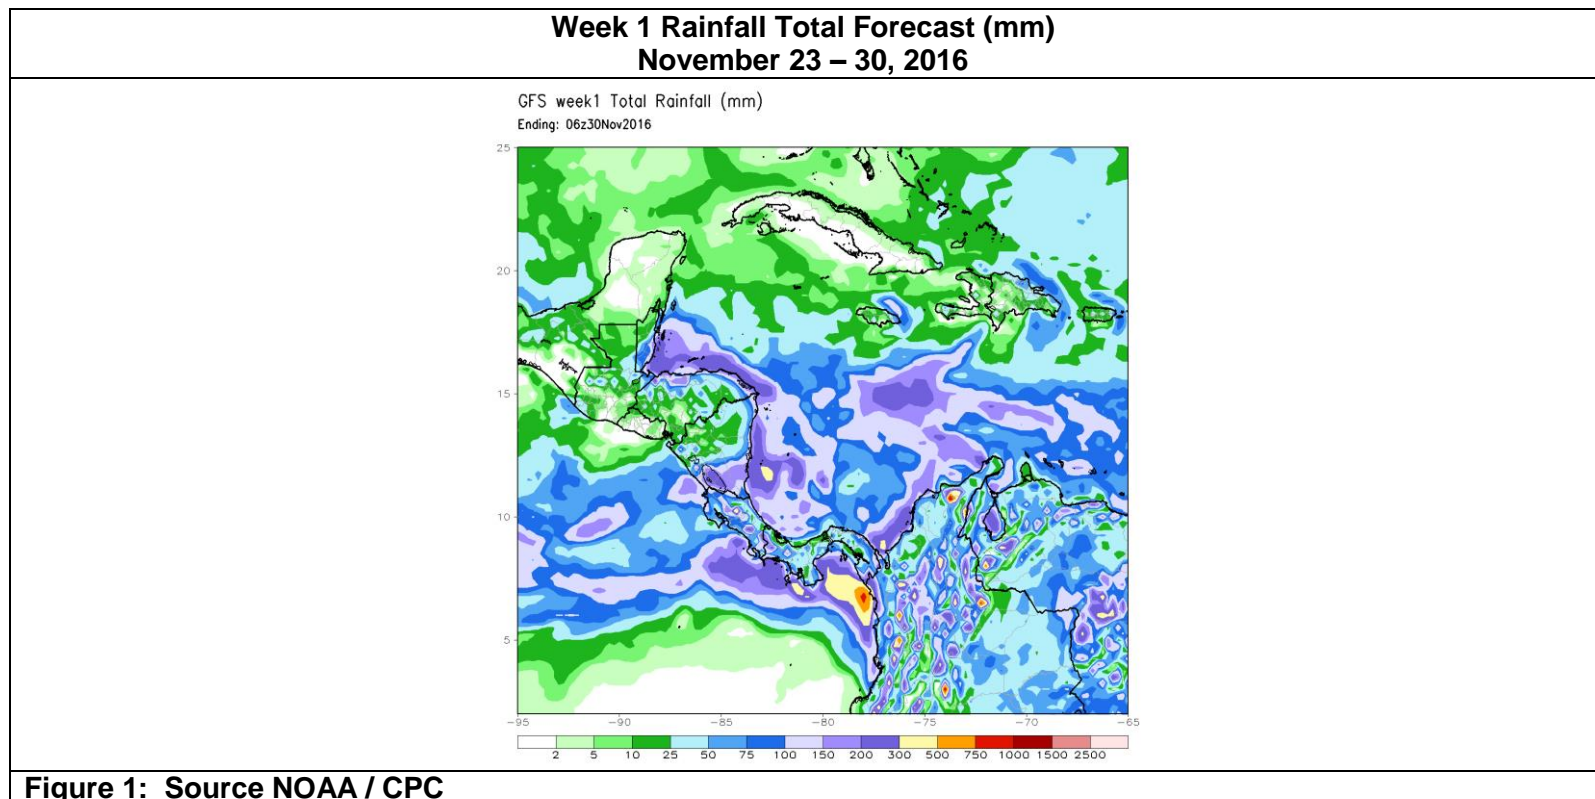 Week 1 Rainfall Total Forecast (mm)
November 23 – 30, 2016
GFS week1 Total Rainfall (mm)
Ending: 06z30Nov2016
25
20
15
10
5
-95 -90 -85 -80 -75 -70 -65
2 5 10 25 50 75 100 150 200 300 500 750 1000 1500 2500
Figure 1: Source NOAA / CPC